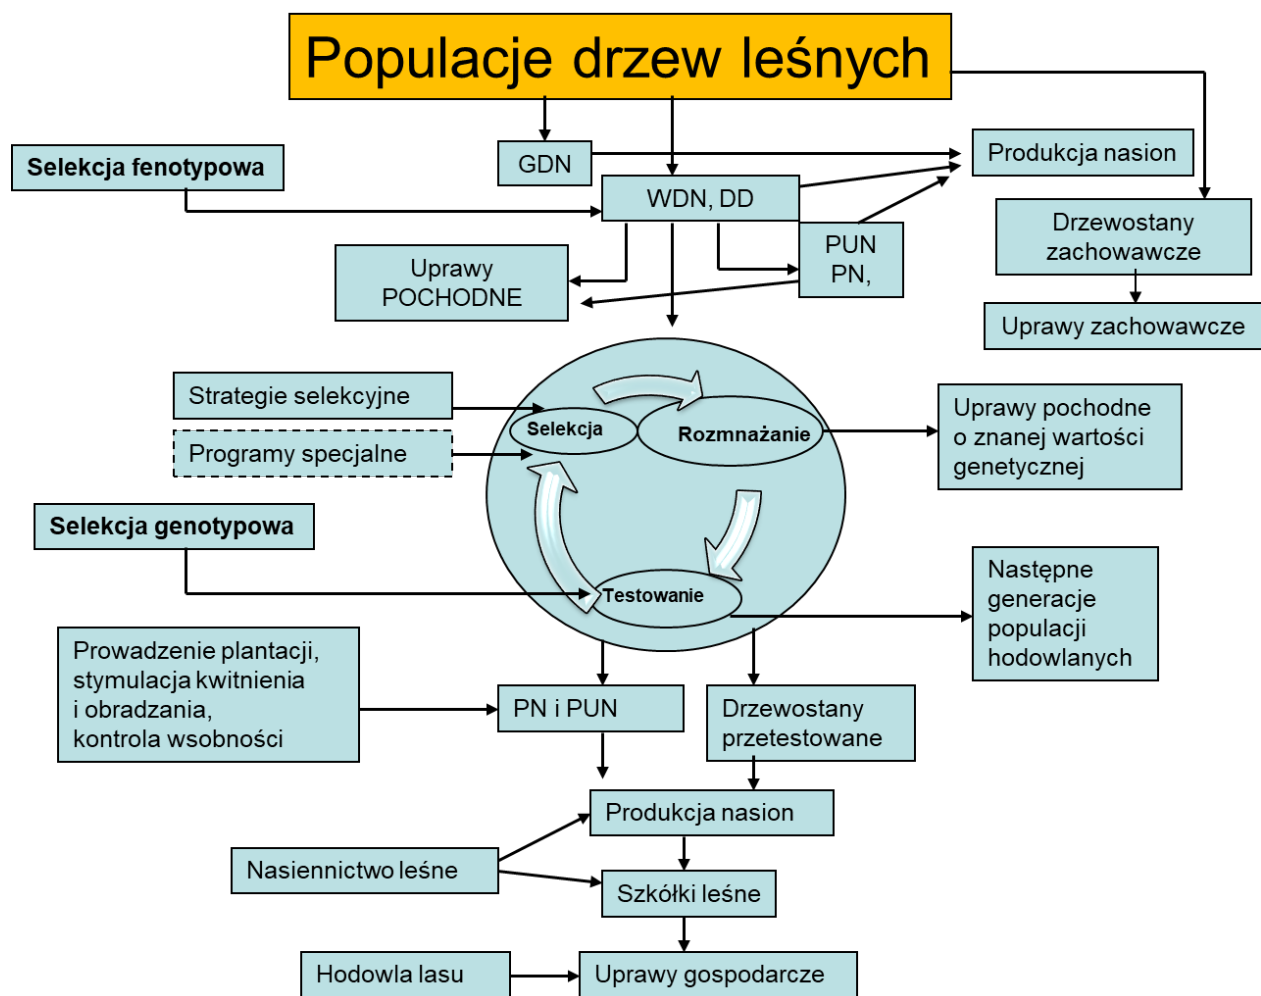 Populacje drzew leśnych
Selekcja fenotypowa
GDN
Produkcja nasion
WDN, DD
Uprawy
POCHODNE
PUN
PN,
Drzewostany
zachowawcze
Uprawy zachowawcze
Strategie selekcyjne
Programy specjalne
Selekcja
Rozmnażanie
Uprawy pochodne
o znanej wartości
genetycznej
Selekcja genotypowa
Testowanie
Następne
generacje
populacji
hodowlanych
Prowadzenie plantacji,
stymulacja kwitnienia
i obradzania,
kontrola wsobności
PN i PUN
Drzewostany
przetestowane
Produkcja nasion
Nasiennictwo leśne
Szkółki leśne
Hodowla lasu
Uprawy gospodarcze